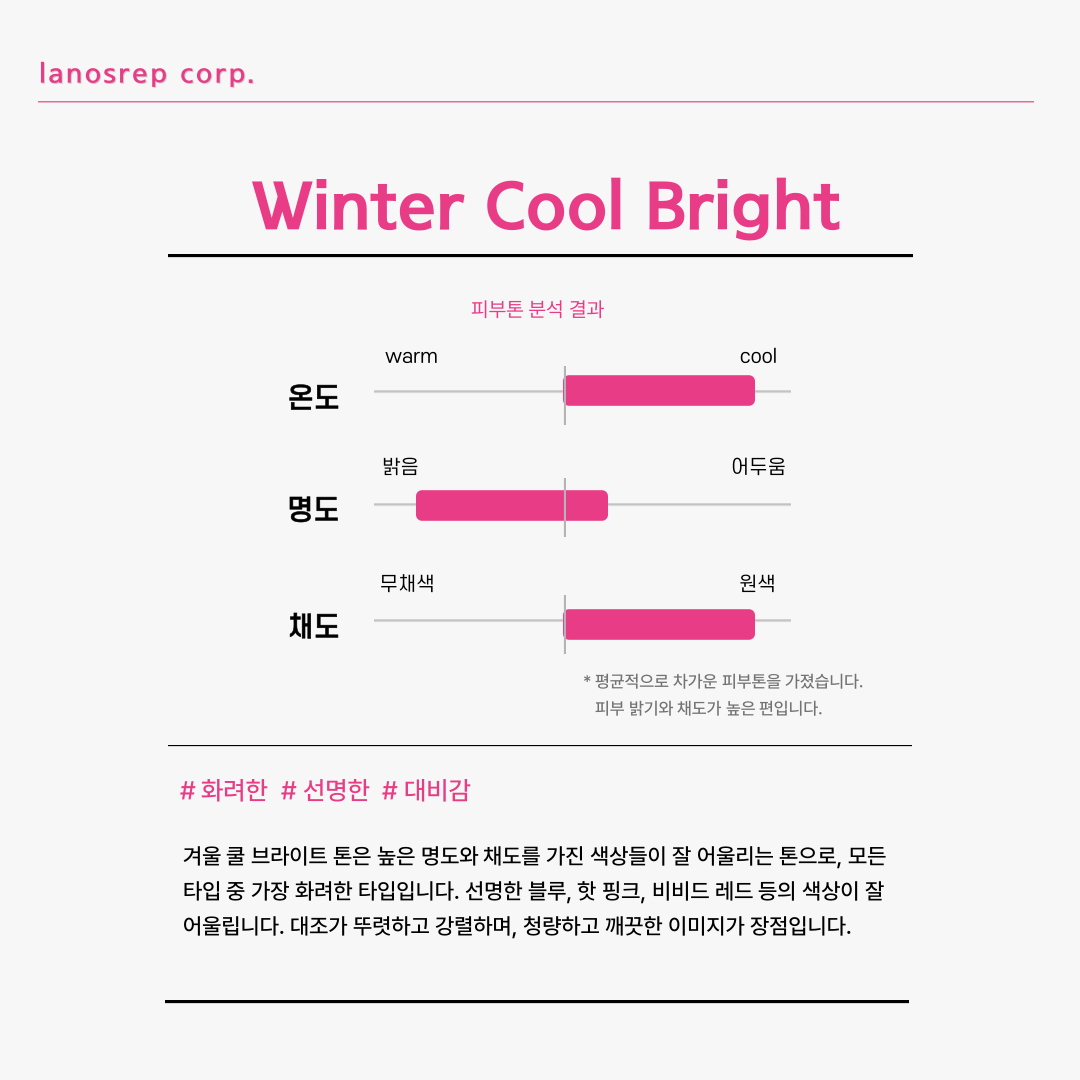 lanosrep corp.
Winter Cool Bright
피부톤 분석 결과
warm cool
온도
밝음 어두움
명도
무채색 원색
채도
* 평균적으로 차가운 피부톤을 가졌습니다.
피부 밝기와 채도가 높은 편입니다.
# 화려한 # 선명한 # 대비감
겨울 쿨 브라이트 톤은 높은 명도와 채도를 가진 색상들이 잘 어울리는 톤으로, 모든
타입 중 가장 화려한 타입입니다. 선명한 블루, 핫 핑크, 비비드 레드 등의 색상이 잘
어울립니다. 대조가 뚜렷하고 강렬하며, 청량하고 깨끗한 이미지가 장점입니다.